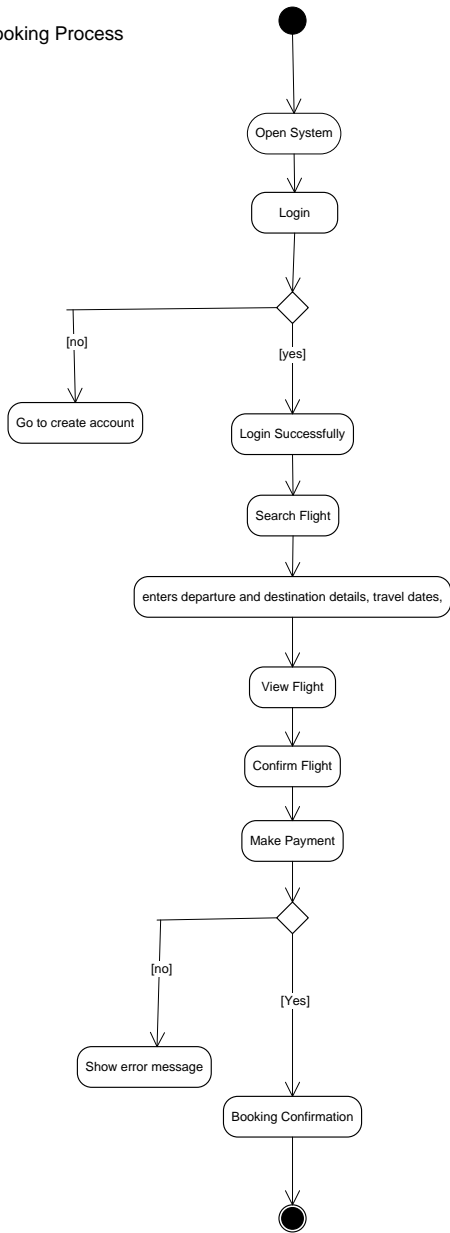 ooking Process
Open System
Login
[no]
[yes]
Go to create account
Login Successfully
Search Flight
enters departure and destination details, travel dates,
View Flight
Confirm Flight
Make Payment
[no]
[Yes]
Show error message
Booking Confirmation